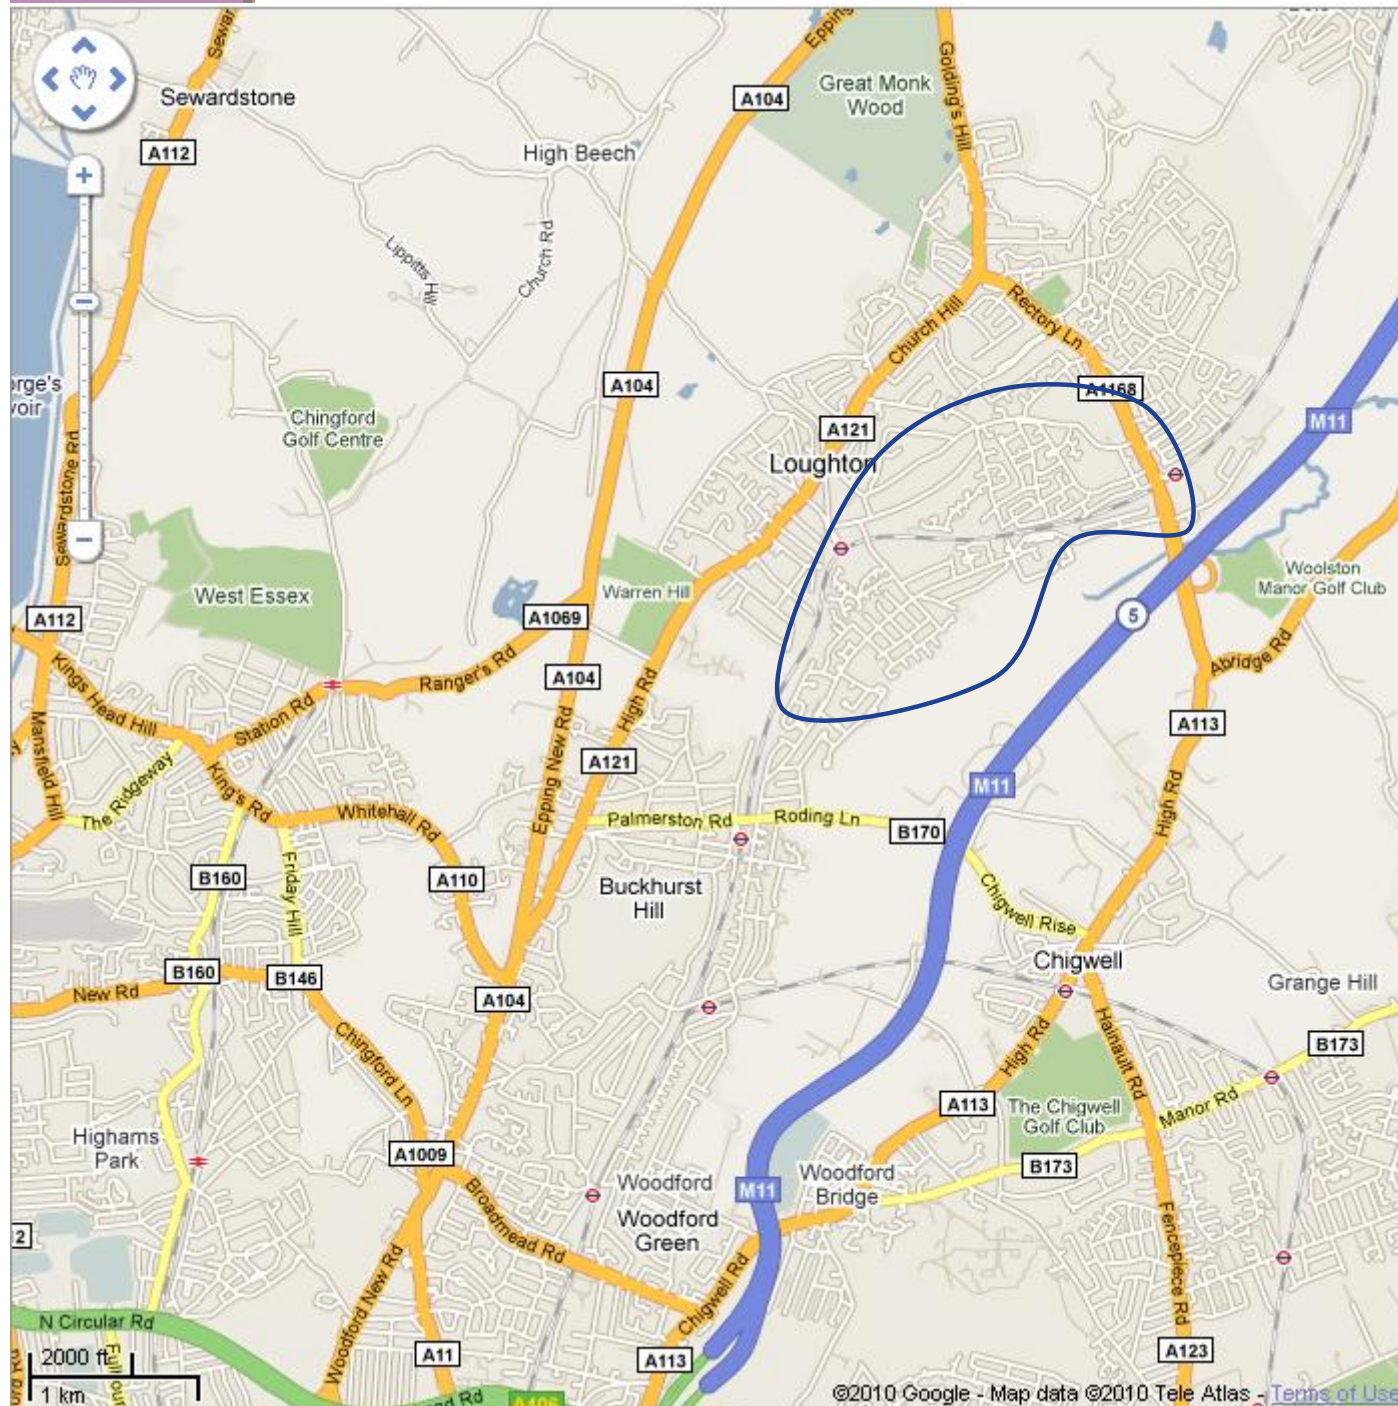 Sewardstone
A112
High Beech
A104
Epping
Great Monk
Wood
Golding's Hill
Lippitts Hill
Church Rd
Rectory Ln
Church Hill
A104
A1168
M11
orge's
voir
Chingford
Golf Centre
A121
Loughton
Sewardstone Rd
West Essex
Warren Hill
Woolston
Manor Golf Club
A112
A1069
5
Kings Head Hill
Ranger's Rd
A104
High Rd
Abridge Rd
Station Rd
Mansfield Hill
A113
The Ridgeway
A121
Epping New Rd
M11
King's Rd
Whitehall Rd
Palmerston Rd
Roding Ln
B170
High Rd
B160
Friday Hill
A110
Buckhurst
Hill
Chigwell Rise
Chigwell
B160
B146
New Rd
A104
Grange Hill
Chingford Ln
High Rd
Hainault Rd
B173
A113
The Chigwell
Golf Club
Manor Rd
Highams
Park
A1009
B173
Woodford
M11
Woodford
Bridge
Broadmead Rd
Woodford
Green
2
Fencepiece Rd
Woodford New Rd
Chigwell Rd
N Circular Rd
2000 ft
A11
A113
A123
1 km
A406
©2010 Google - Map data ©2010 Tele Atlas - Terms of Use